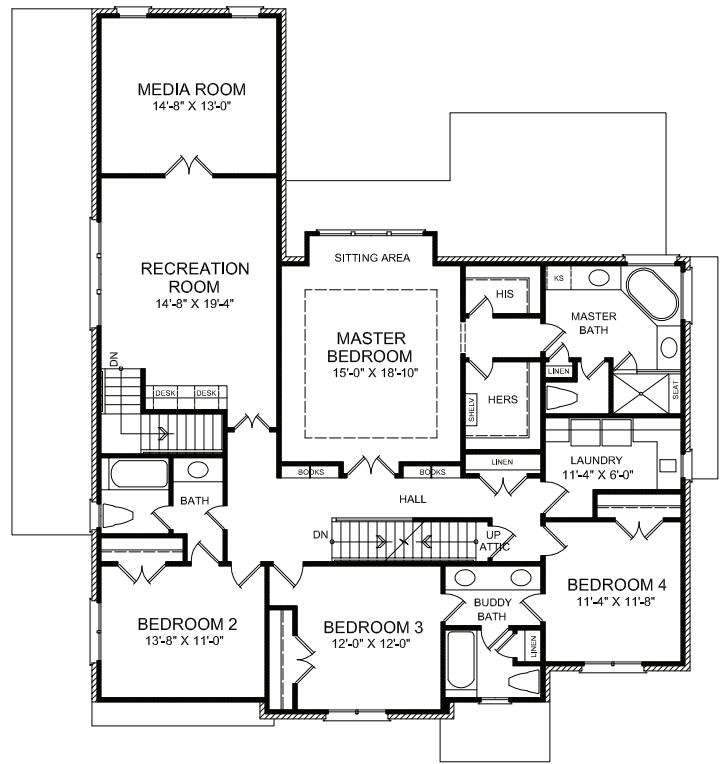 MEDIA ROOM
14'-8" X 13'-0"
SITTING AREA
RECREATION
ROOM
14'-8" X 19'-4"
HIS
KS
MASTER
BATH
MASTER
BEDROOM
15'-0" X 18'-10"
DN
DESK DESK
HERS
SHELV
LINEN
SEAT
BOOKS
BOOKS
LINEN
LAUNDRY
11'-4" X 6'-0"
BATH
HALL
DN
UP
ATTIC
BEDROOM 4
11'-4" X 11'-8"
BUDDY
BATH
BEDROOM 2
13'-8" X 11'-0"
BEDROOM 3
12'-0" X 12'-0"
LINEN